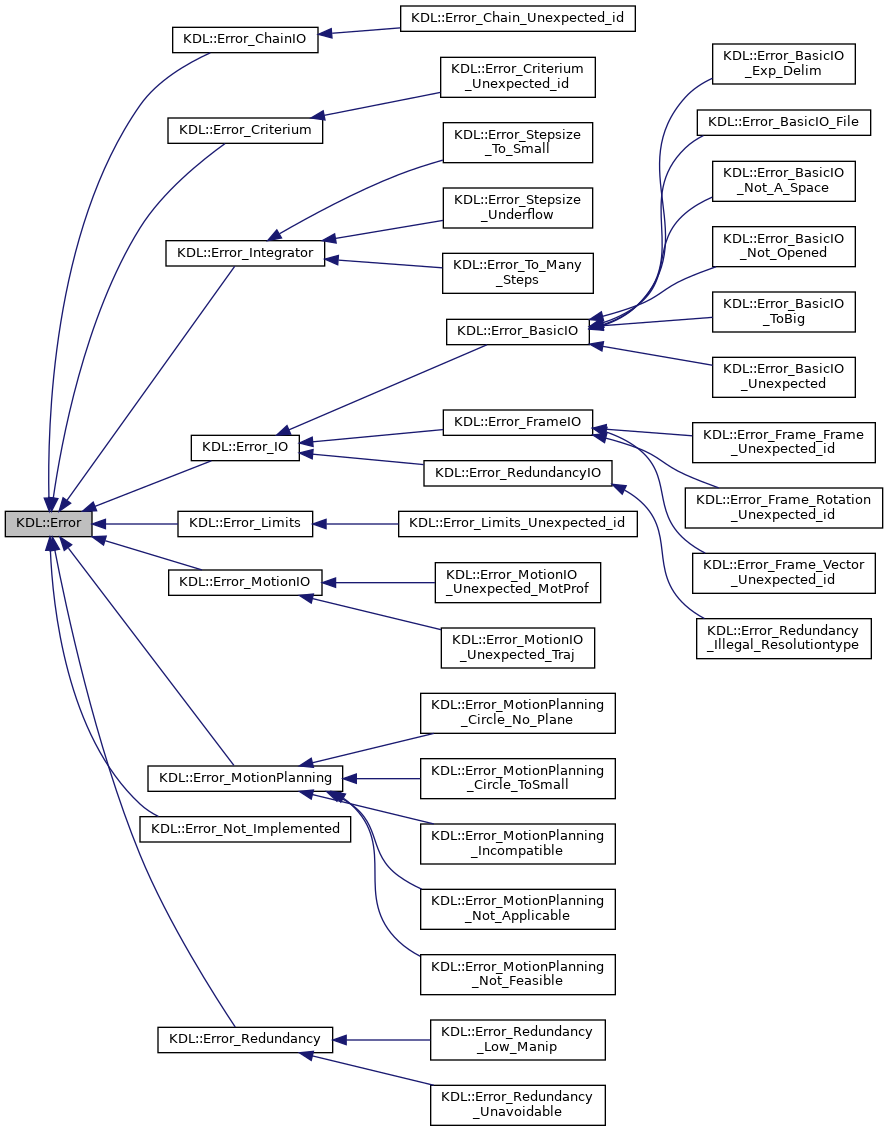 KDL::Error_Chain_Unexpected_id
KDL::Error_ChainIO
KDL::Error_BasicIO
_Exp_Delim
KDL::Error_Criterium
_Unexpected_id
KDL::Error_BasicIO_File
KDL::Error_Criterium
KDL::Error_Stepsize
_To_Small
KDL::Error_BasicIO
_Not_A_Space
KDL::Error_Stepsize
_Underflow
KDL::Error_BasicIO
_Not_Opened
KDL::Error_Integrator
KDL::Error_To_Many
_Steps
KDL::Error_BasicIO
_ToBig
KDL::Error_BasicIO
KDL::Error_BasicIO
_Unexpected
KDL::Error_FrameIO
KDL::Error_Frame_Frame
_Unexpected_id
KDL::Error_IO
KDL::Error_RedundancyIO
KDL::Error_Frame_Rotation
_Unexpected_id
KDL::Error
KDL::Error_Limits
KDL::Error_Limits_Unexpected_id
KDL::Error_Frame_Vector
_Unexpected_id
KDL::Error_MotionIO
KDL::Error_MotionIO
_Unexpected_MotProf
KDL::Error_Redundancy
_Illegal_Resolutiontype
KDL::Error_MotionIO
_Unexpected_Traj
KDL::Error_MotionPlanning
_Circle_No_Plane
KDL::Error_MotionPlanning
KDL::Error_MotionPlanning
_Circle_ToSmall
KDL::Error_Not_Implemented
KDL::Error_MotionPlanning
_Incompatible
KDL::Error_MotionPlanning
_Not_Applicable
KDL::Error_MotionPlanning
_Not_Feasible
KDL::Error_Redundancy
KDL::Error_Redundancy
_Low_Manip
KDL::Error_Redundancy
_Unavoidable